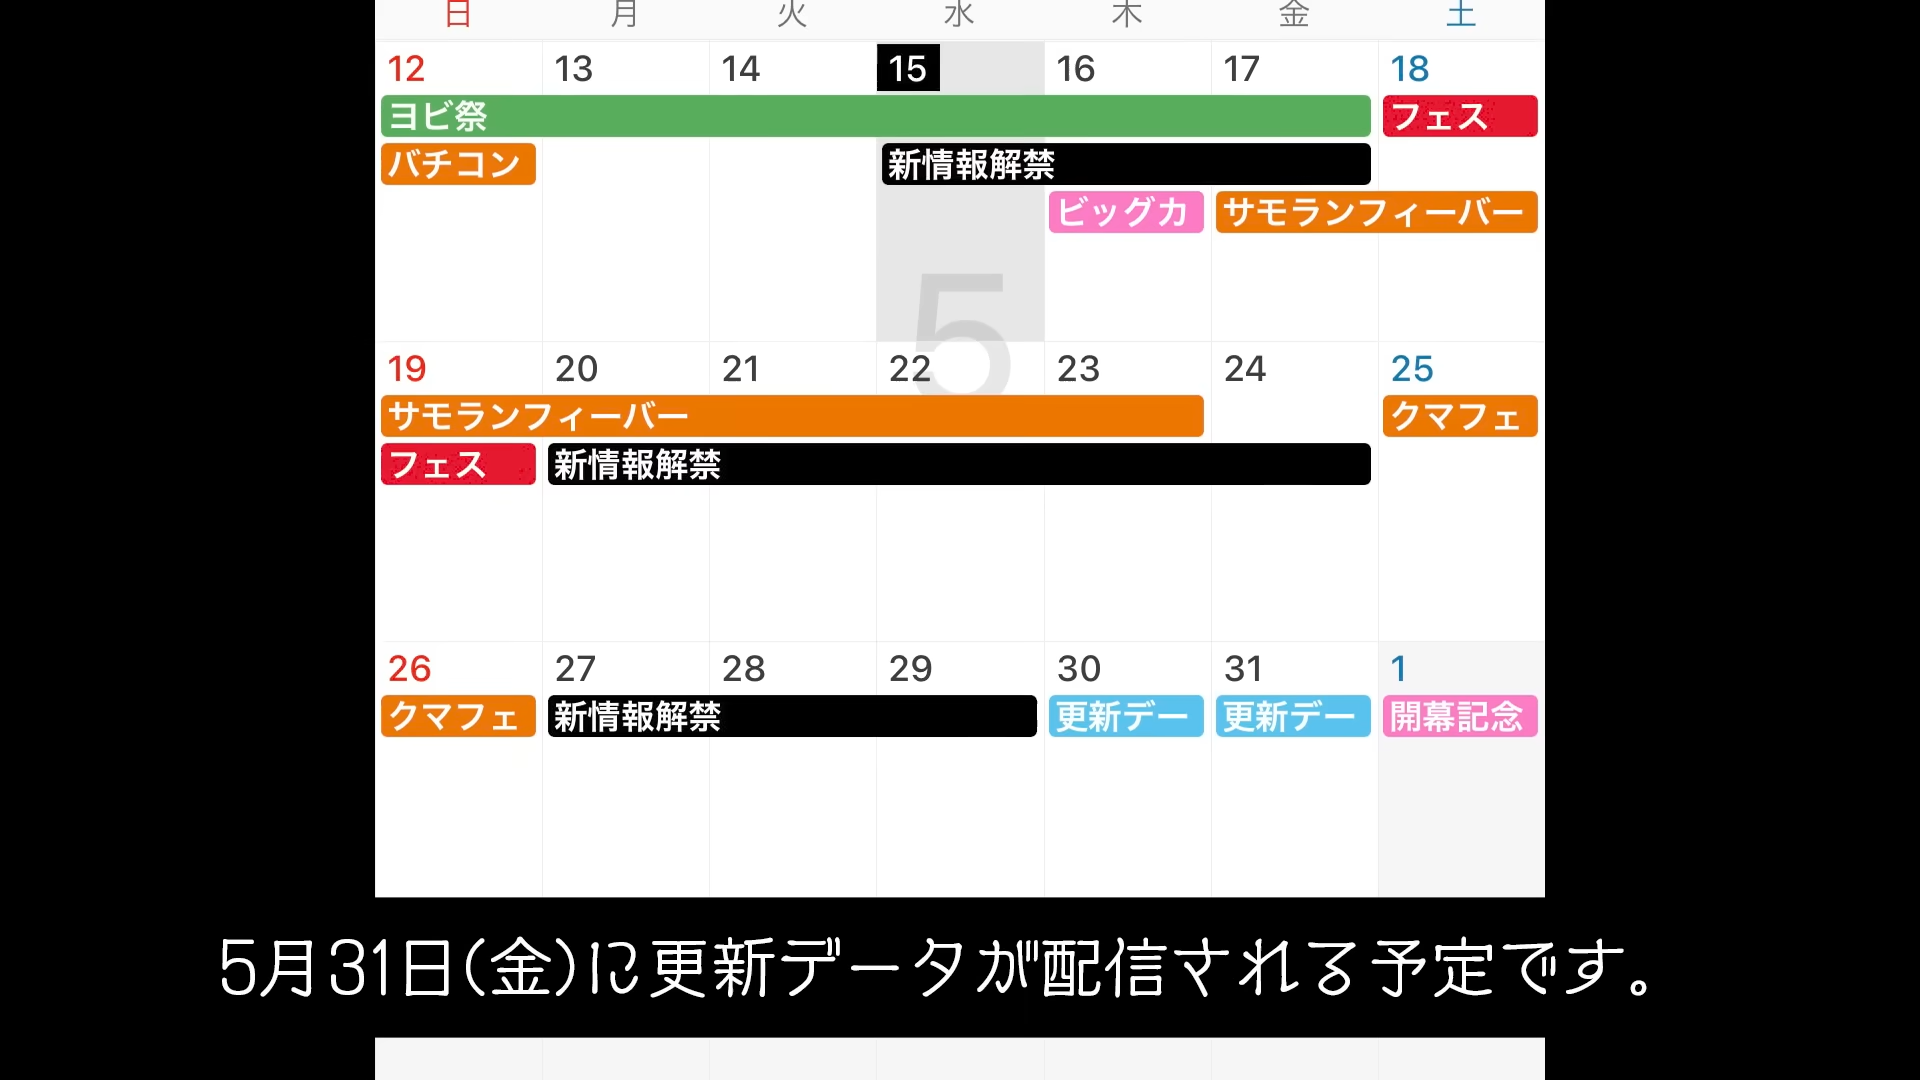 日 月 火 水 木 金 土
12 13 14 15 16 17 18
ヨビ祭 フェス
バチコン 新情報解禁
ビッグカ サモランフィーバー
5
19 20 21 22 23 24 25
サモランフィーバー クマフェ
フェス 新情報解禁
26 27 28 29 30 31 1
クマフェ 新情報解禁 更新デー 更新デー 開幕記念
5月31日(金)に更新データが配信される予定です。